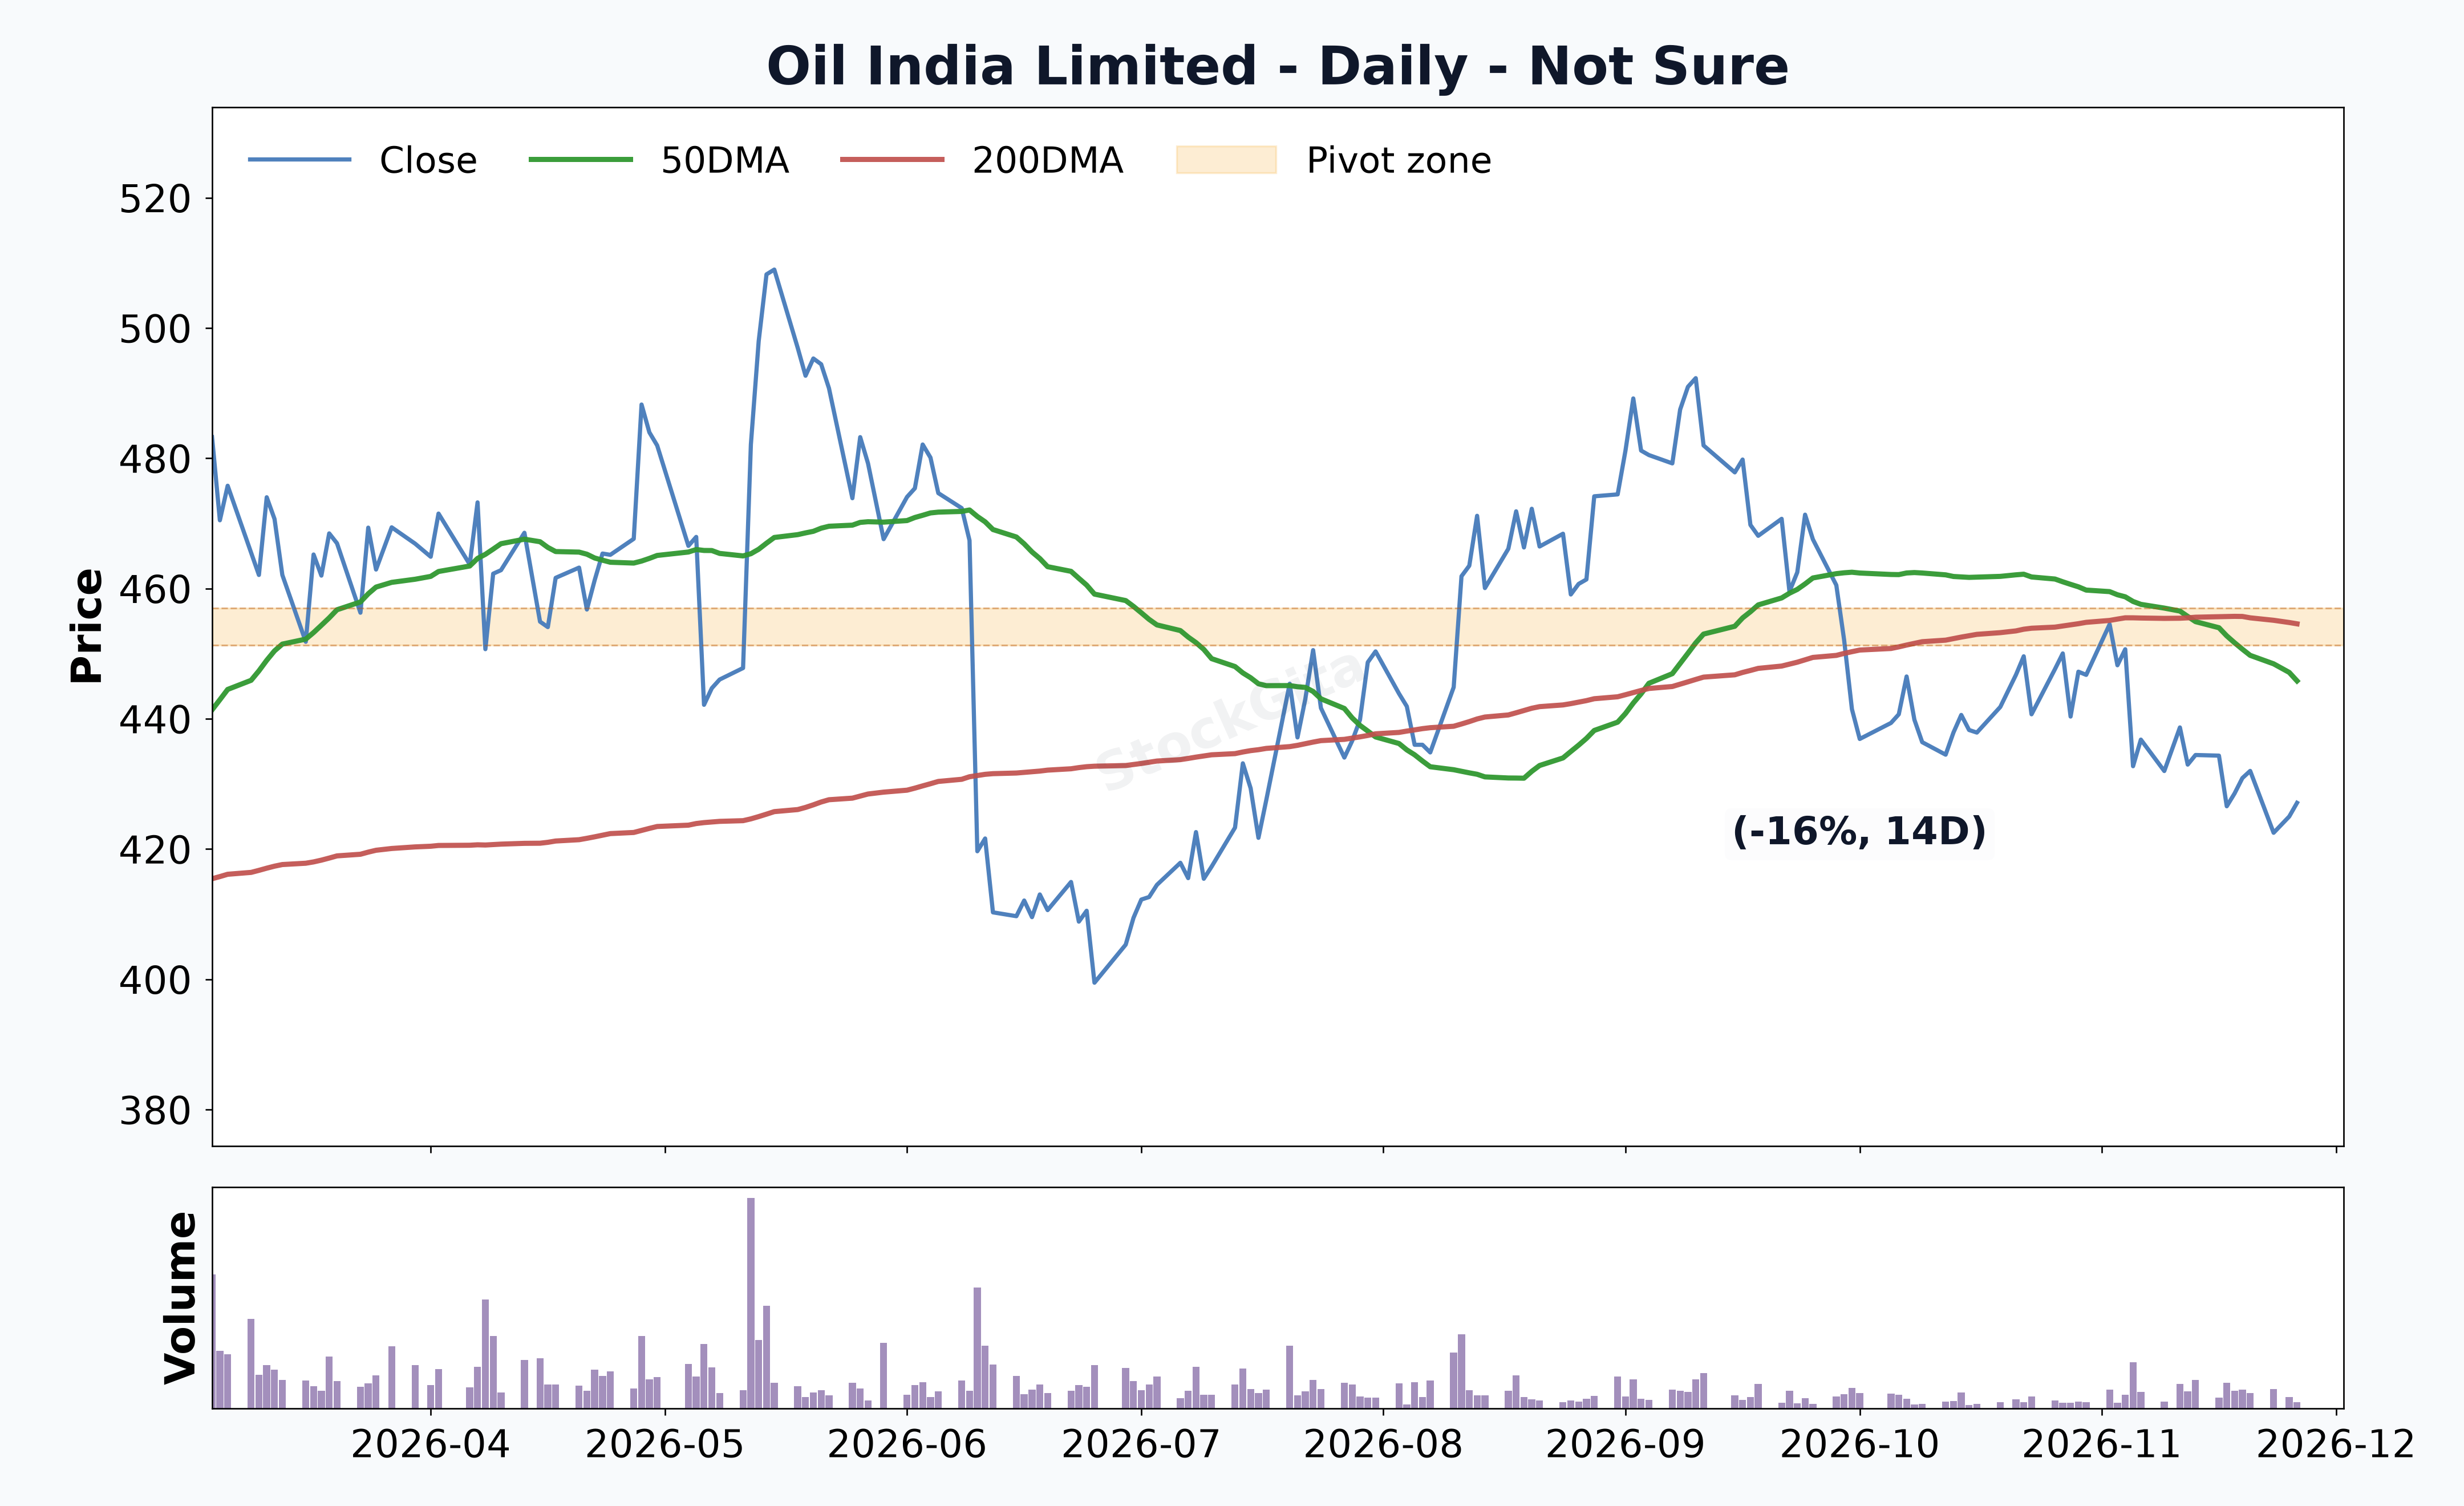 Oil India Limited - Daily - Not Sure
Close 50DMA 200DMA Pivot zone
Price
520
500
480
460
440
420
400
380
StockGita
(-16%, 14D)
Volume
2026-04 2026-05 2026-06 2026-07 2026-08 2026-09 2026-10 2026-11 2026-12